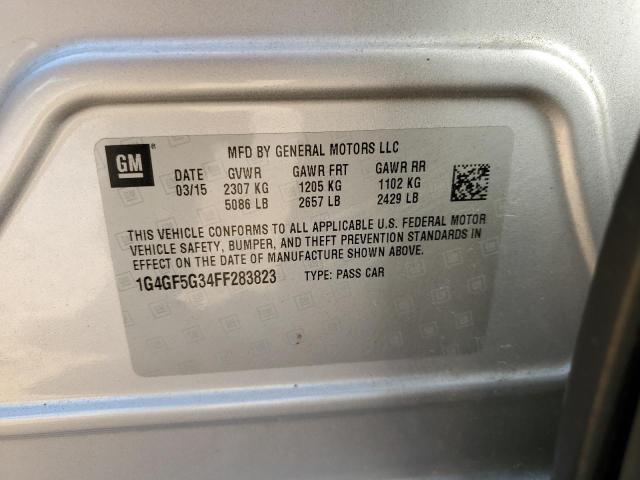 GM
MFD BY GENERAL MOTORS LLC
DATE GVWR GAWR FRT GAWR RR
03/15 2307 KG 1205 KG 1102 KG
5086 LB 2657 LB 2429 LB
THIS VEHICLE CONFORMS TO ALL APPLICABLE U.S. FEDERAL MOTOR
VEHICLE SAFETY, BUMPER, AND THEFT PREVENTION STANDARDS IN
EFFECT ON THE DATE OF MANUFACTURE SHOWN ABOVE.
1G4GF5G34FF283823 TYPE: PASS CAR